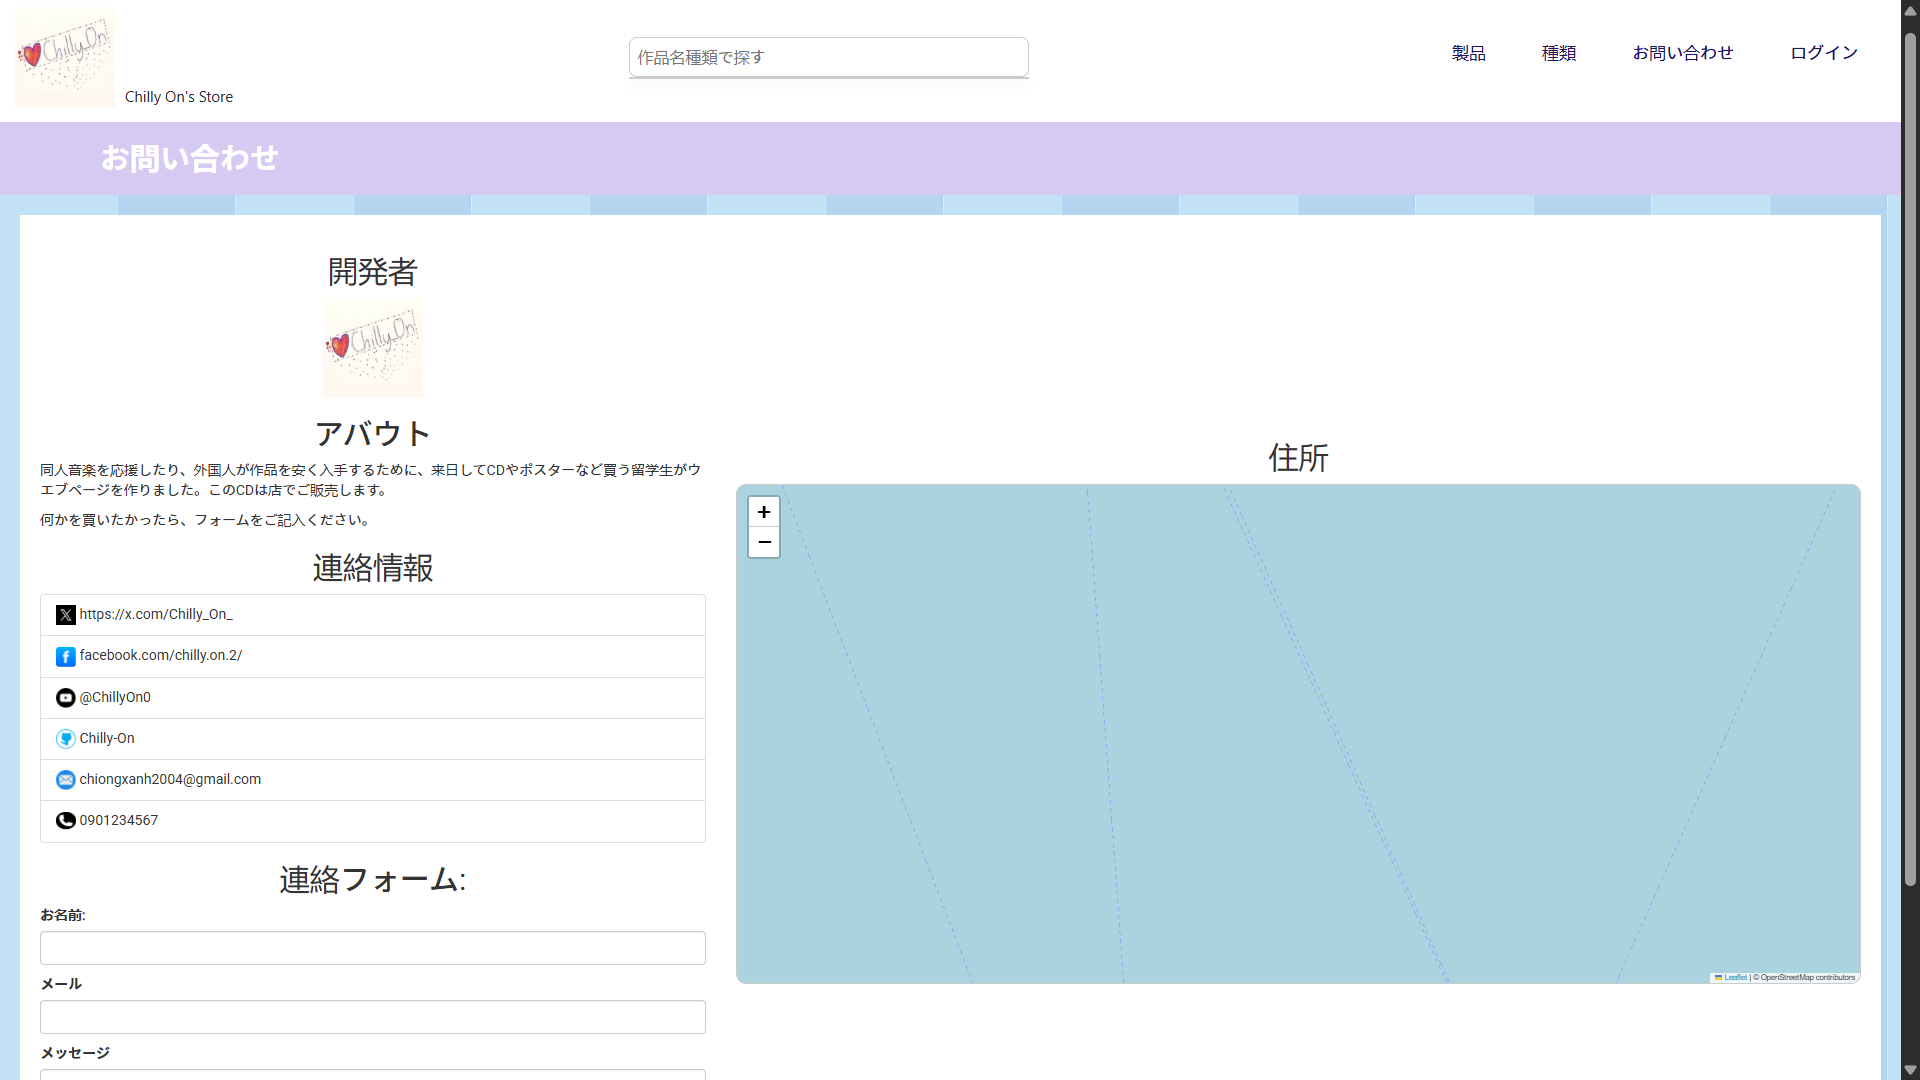 Chilly_On
Chilly On's Store
作品名種類で探す
製品
種類
お問い合わせ
ログイン
お問い合わせ
開発者
Chilly_On
アバウト
同人音楽を応援したり、外国人が作品を安く入手するために、来日してCDやポスターなど買う留学生がウ
エブページを作りました。このCDは店でご販売します。
何かを買いたかったら、フォームをご記入ください。
連絡情報
https://x.com/Chilly_On_
facebook.com/chilly.on.2/
@ChillyOn0
Chilly-On
chiongxanh2004@gmail.com
0901234567
連絡フォーム:
お名前:
メール
メッセージ
住所
+
−
Leaflet | © OpenStreetMap contributors